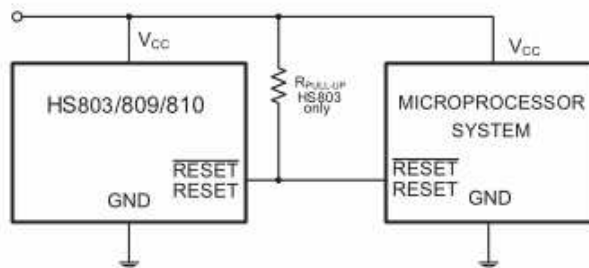 VCC
VCC
HS803/809/810
RPULL-UP
HS803
only
MICROPROCESSOR
SYSTEM
RESET
RESET
GND
RESET
RESET
GND